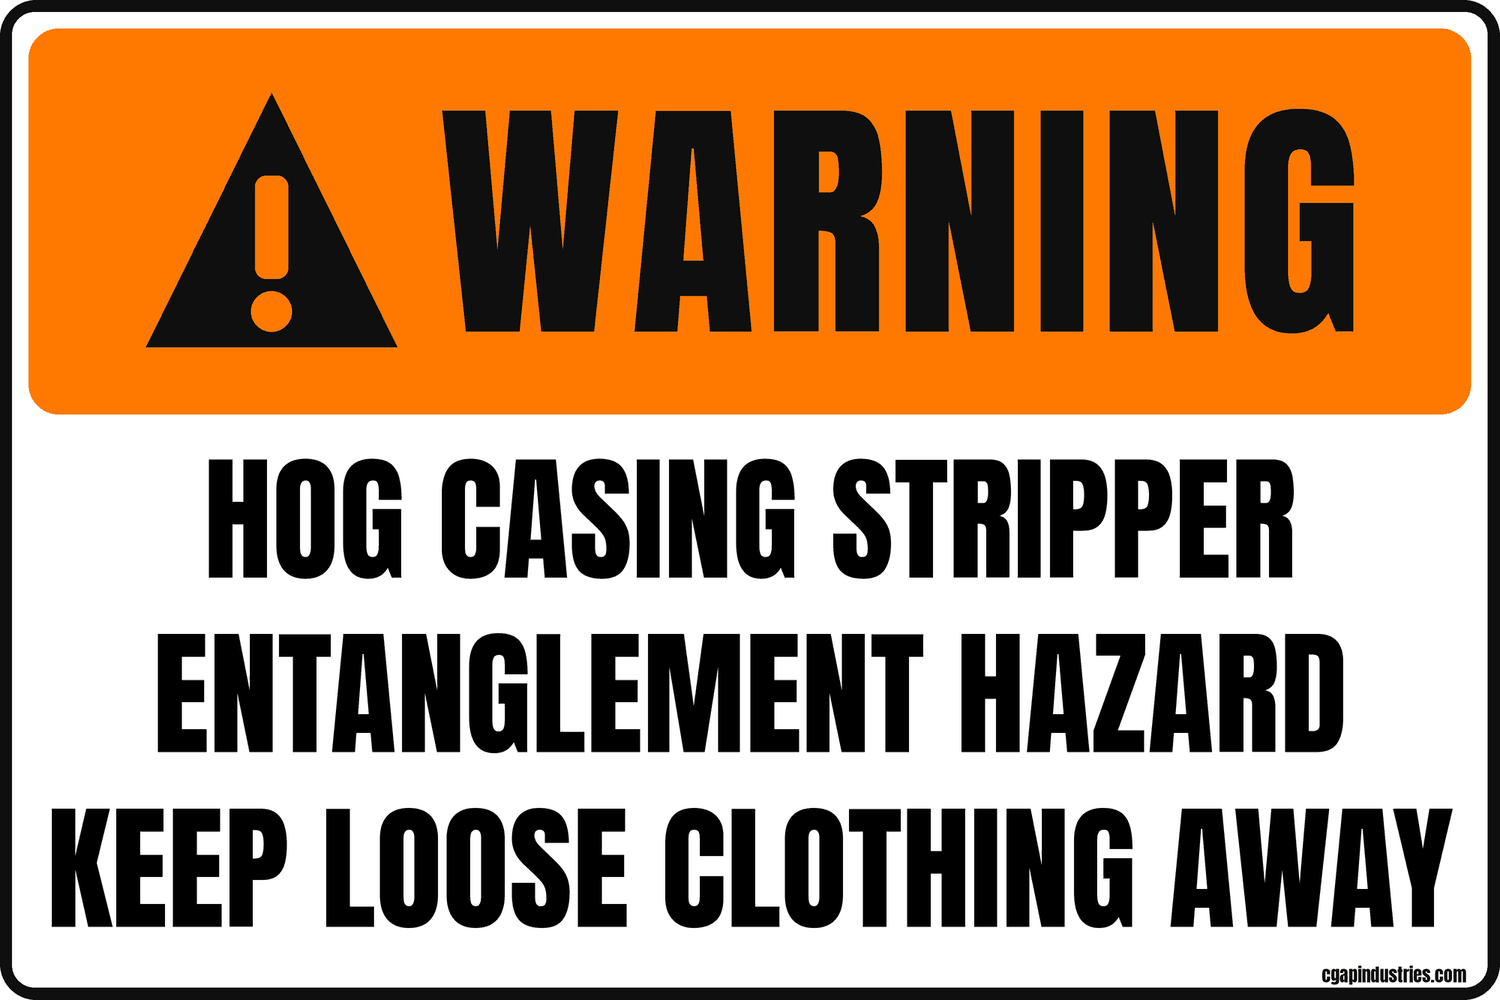 WARNING
HOG CASING STRIPPER
ENTANGLEMENT HAZARD
KEEP LOOSE CLOTHING AWAY
cgapindustries.com